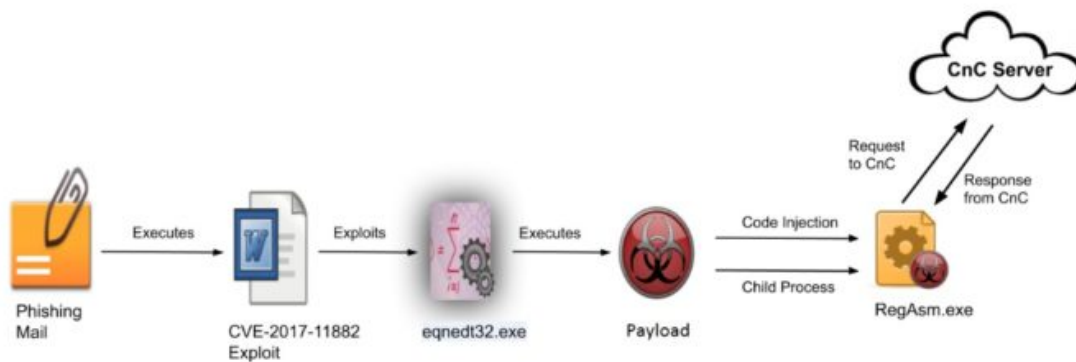 CnC Server
Request
to CnC
Response
from CnC
Executes
Exploits
Executes
Code Injection
Child Process
Phishing
Mail
CVE-2017-11882
Exploit
eqnedt32.exe
Payload
RegAsm.exe